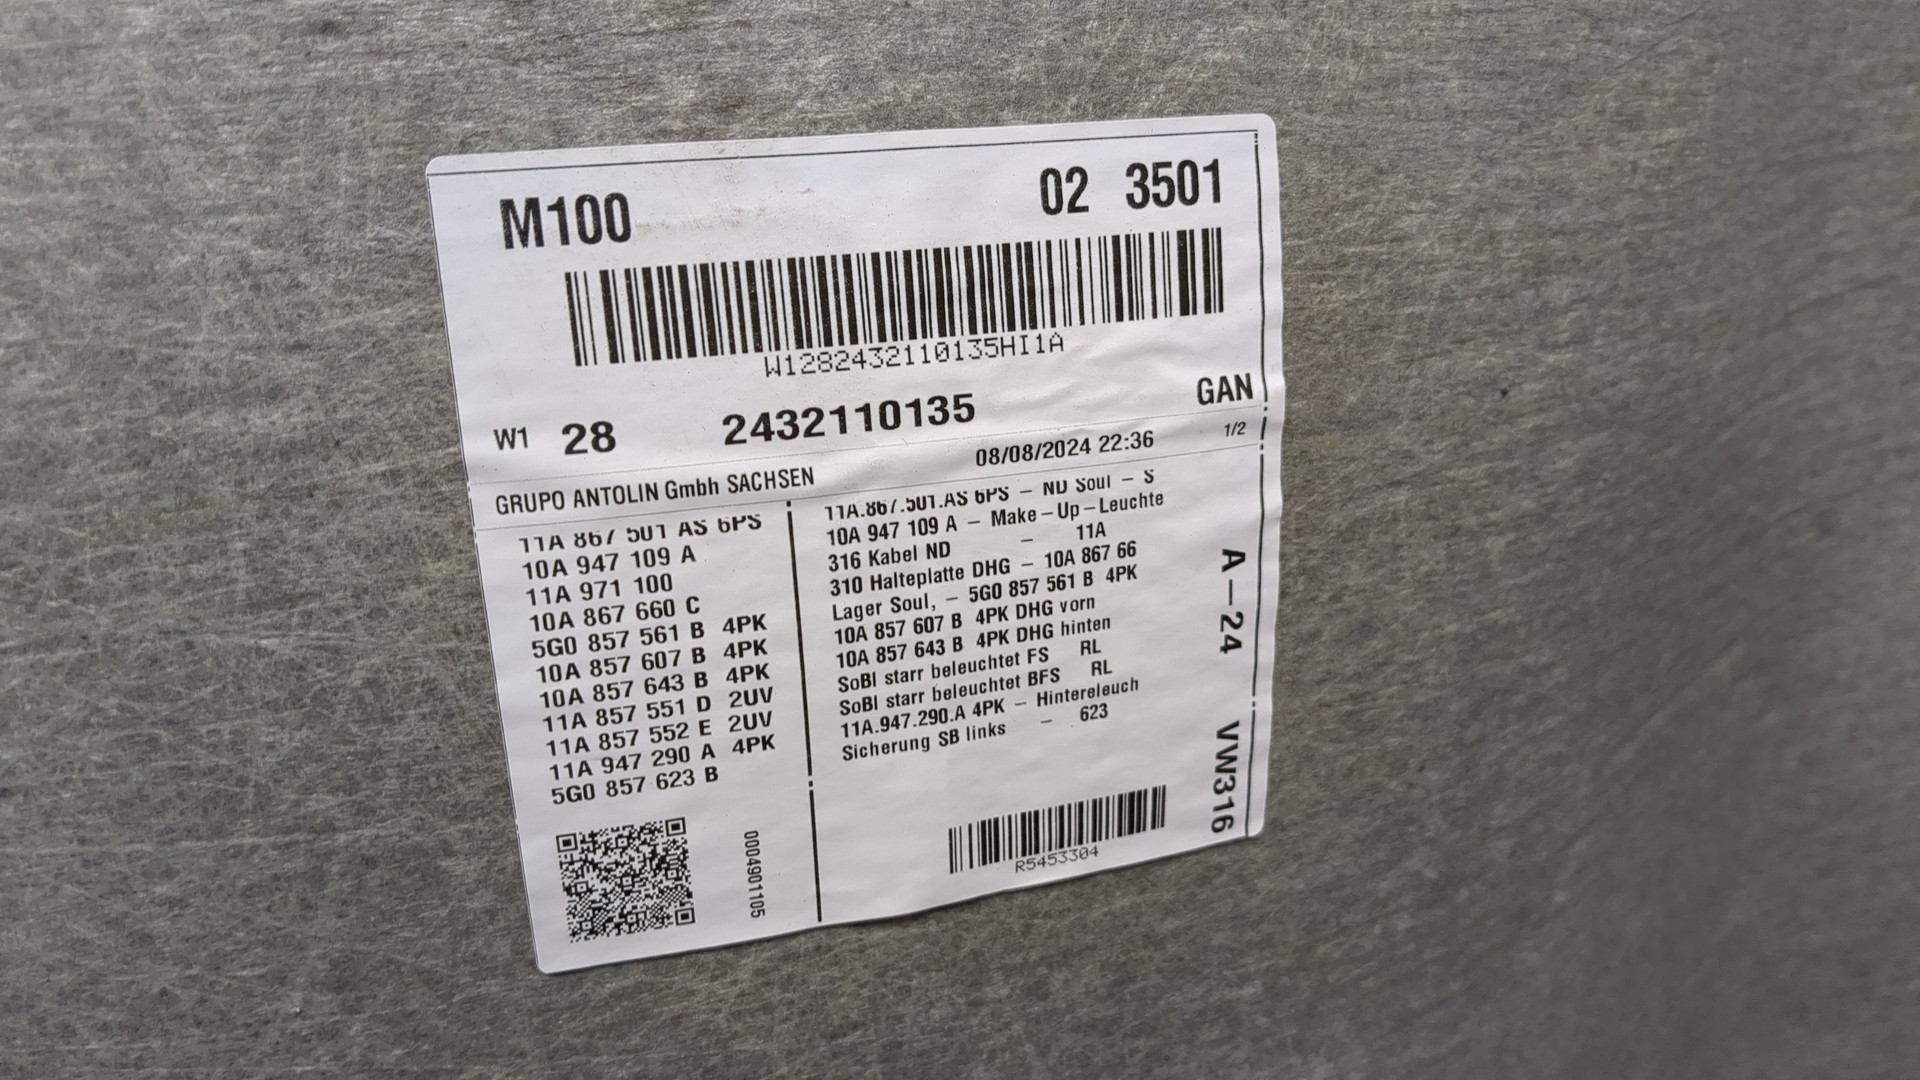 M100 02 3501
W1282432110135HI1A
W1 28 2432110135 GAN
GRUPO ANTOLIN Gmbh SACHSEN 08/08/2024 22:36 1/2
11A 867 501 AS 6PS
10A 947 109 A
11A 971 100
10A 867 660 C
5G0 857 561 B 4PK
10A 857 607 B 4PK
10A 857 643 B 4PK
11A 857 551 D 2UV
11A 857 552 E 2UV
11A 947 290 A 4PK
5G0 857 623 B
0004901105
11A.867.501.AS 6PS – ND Soul – S
10A 947 109 A – Make–Up–Leuchte
316 Kabel ND – 11A
310 Halteplatte DHG – 10A 867 66
Lager Soul, – 5G0 857 561 B 4PK
10A 857 607 B 4PK DHG vorn
10A 857 643 B 4PK DHG hinten
SoBl starr beleuchtet FS RL
SoBl starr beleuchtet BFS RL
11A.947.290.A 4PK – Hintereleuch
Sicherung SB links – 623
R5453304
A–24 VW316